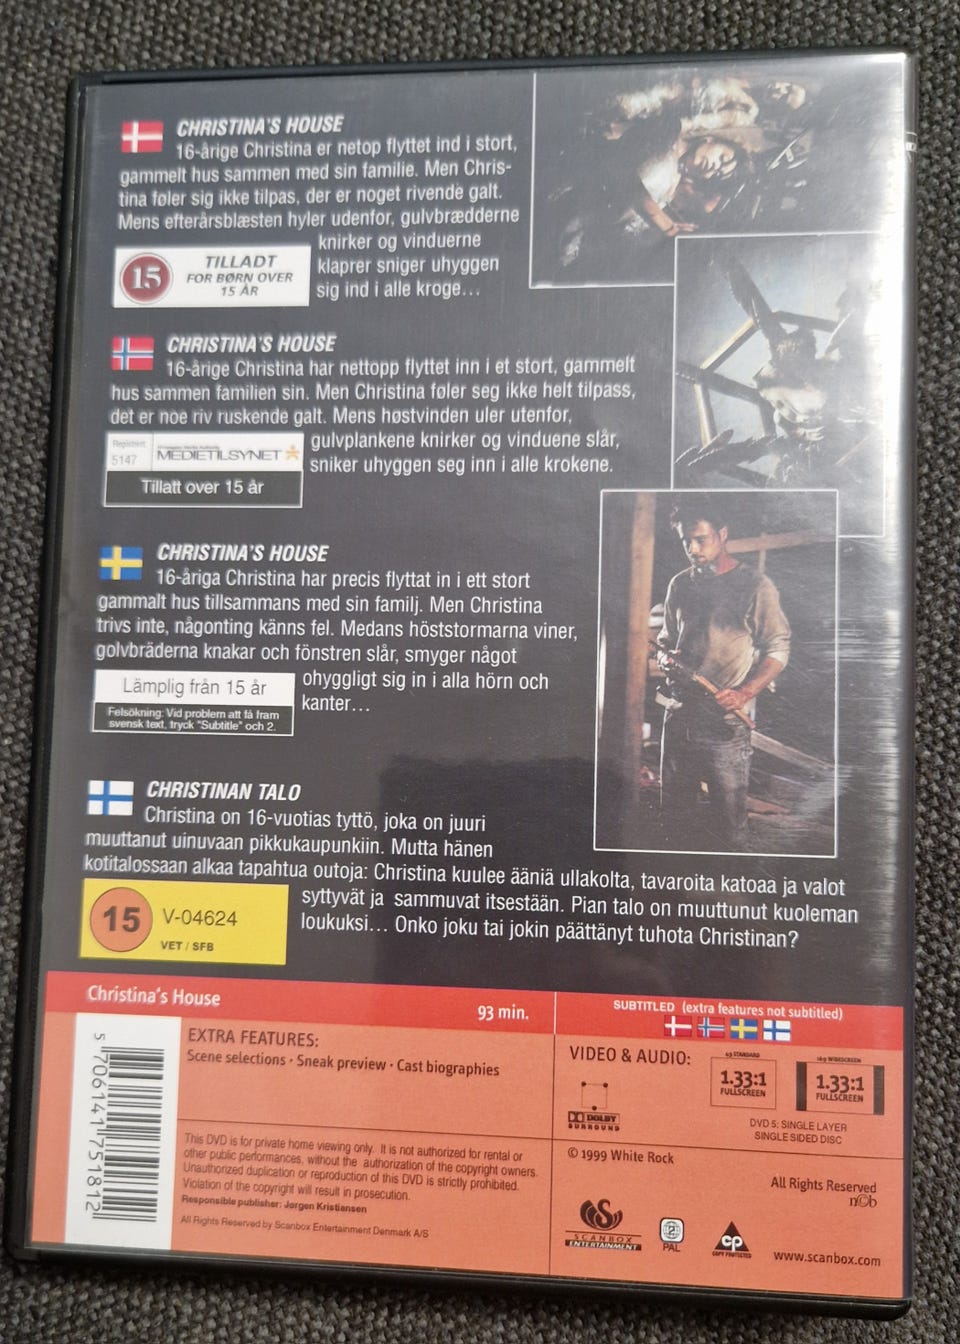 CHRISTINA'S HOUSE
16-årige Christina er netop flyttet ind i stort,
gammelt hus sammen med sin familie. Men Chris-
tina føler sig ikke tilpas, der er noget rivende galt.
Mens efterårsblæsten hyler udenfor, gulvbrædderne
knirker og vinduerne
klaprer sniger uhyggen
sig ind i alle kroge...
15
TILLADT
FOR BØRN OVER
15 ÅR
CHRISTINA'S HOUSE
16-årige Christina har nettopp flyttet inn i et stort, gammelt
hus sammen familien sin. Men Christina føler seg ikke helt tilpass,
det er noe riv ruskende galt. Mens høstvinden uler utenfor,
gulvplankene knirker og vinduene slår,
sniker uhyggen seg inn i alle krokene.
Registrert
5147
MEDIETILSYNET
Tillatt over 15 år
CHRISTINA'S HOUSE
16-åriga Christina har precis flyttat in i ett stort
gammalt hus tillsammans med sin familj. Men Christina
trivs inte, någonting känns fel. Medans höststormarna viner,
golvbräderna knakar och fönstren slår, smyger något
ohyggligt sig in i alla hörn och
kanter...
Lämplig från 15 år
Felsökning: Vid problem att få fram
svensk text, tryck "Subtitle" och 2.
CHRISTINAN TALO
Christina on 16-vuotias tyttö, joka on juuri
muuttanut uinuvaan pikkukaupunkiin. Mutta hänen
kotitalossaan alkaa tapahtua outoja: Christina kuulee ääniä ullakolta, tavaroita katoaa ja valot
syttyvät ja sammuvat itsestään. Pian talo on muuttunut kuoleman
loukuksi... Onko joku tai jokin päättänyt tuhota Christinan?
15
V-04624
VET / SFB
Christina's House
93 min.
SUBTITLED (extra features not subtitled)
5 706141 751812
EXTRA FEATURES:
Scene selections · Sneak preview · Cast biographies
This DVD is for private home viewing only. It is not authorized for rental or
other public performances, without the authorization of the copyright owners.
Unauthorized duplication or reproduction of this DVD is strictly prohibited.
Violation of the copyright will result in prosecution.
Responsible publisher: Jørgen Kristiansen
All Rights Reserved by Scanbox Entertainment Denmark A/S
VIDEO & AUDIO:
DOLBY
SURROUND
4:3 STANDARD
1.33:1
FULLSCREEN
16:9 WIDESCREEN
1.33:1
FULLSCREEN
DVD 5: SINGLE LAYER
SINGLE SIDED DISC
© 1999 White Rock
All Rights Reserved
n©b
SCANBOX
ENTERTAINMENT
2
PAL
CP
COPY PROTECTED
www.scanbox.com